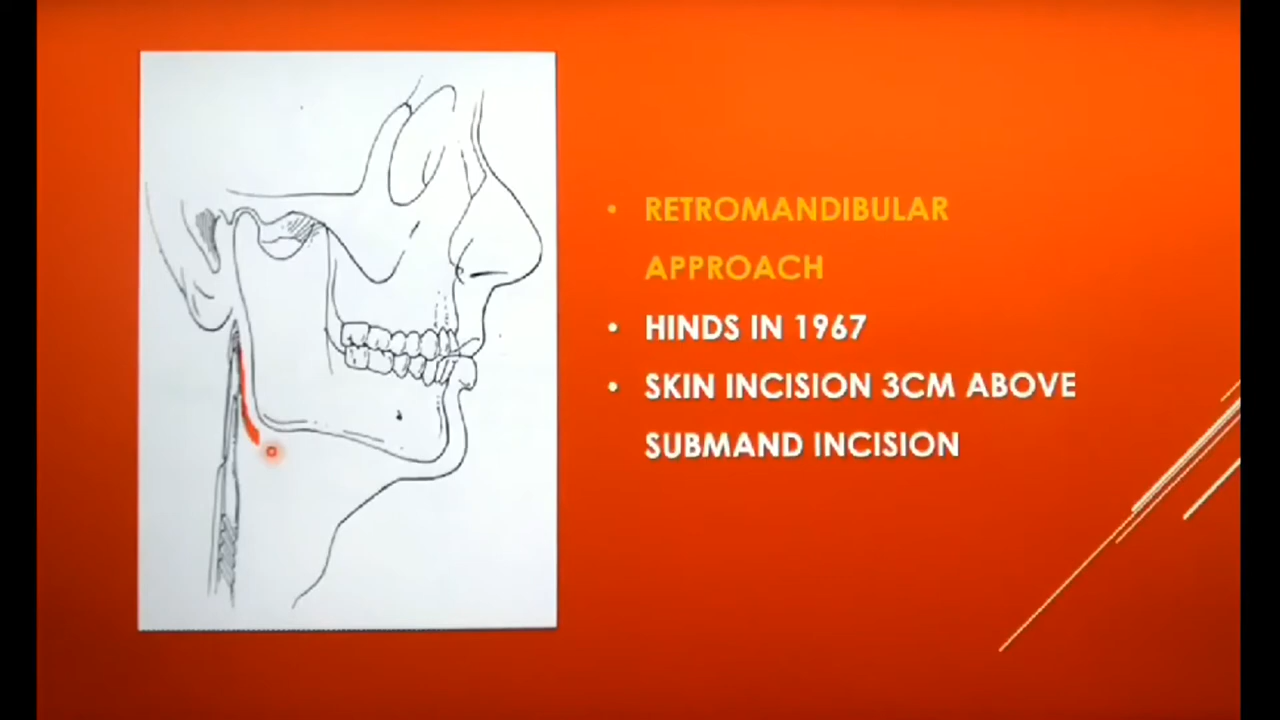 RETROMANDIBULAR
APPROACH
HINDS IN 1967
SKIN INCISION 3CM ABOVE
SUBMAND INCISION